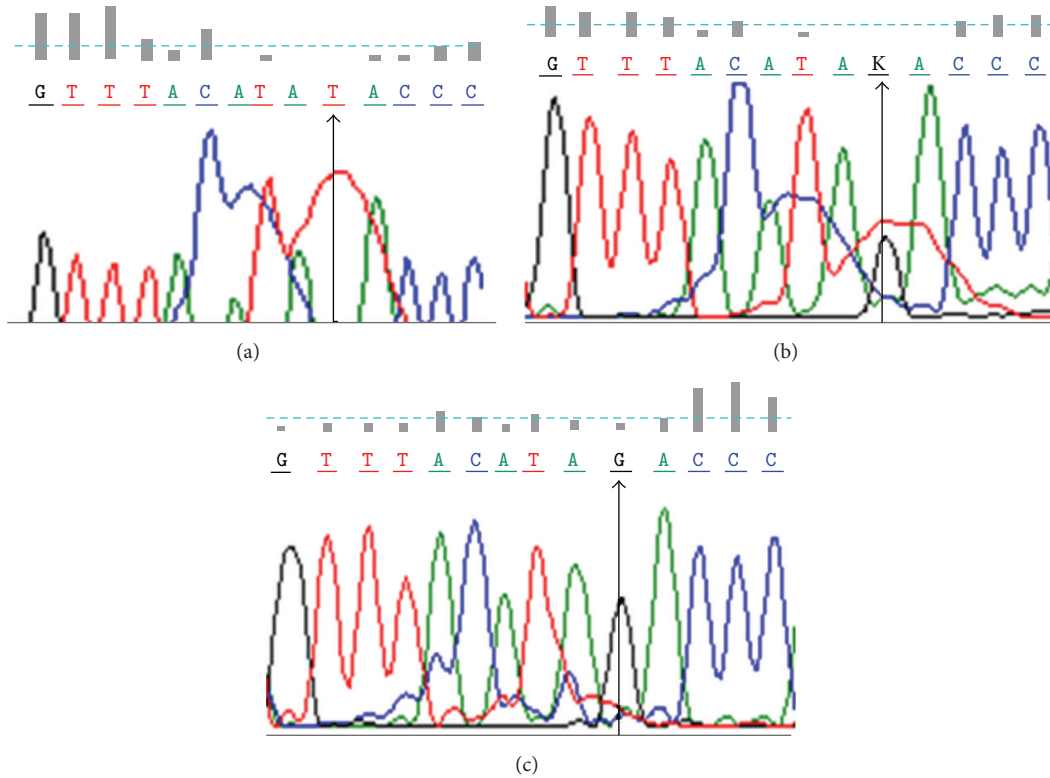 G T T T A C A T A T A C C C
(a)
G T T T A C A T A K A C C C
(b)
G T T T A C A T A G A C C C
(c)